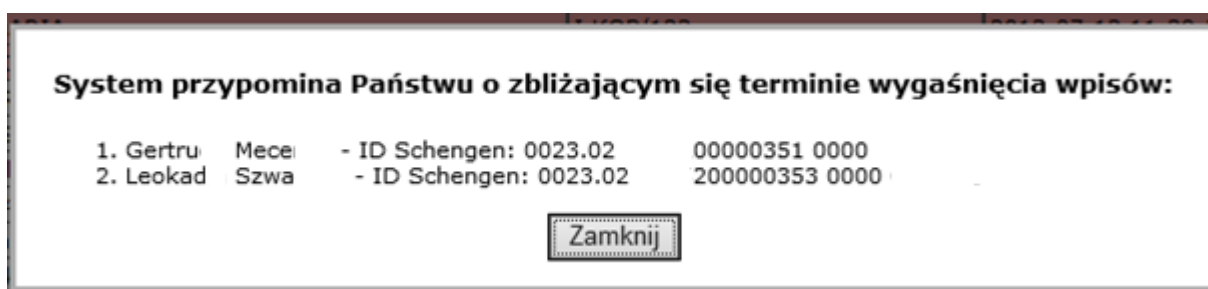 System przypomina Państwu o zbliżającym się terminie wygaśnięcia wpisów:
1. Gertru Mece - ID Schengen: 0023.02 00000351 0000
2. Leokad Szwa - ID Schengen: 0023.02 200000353 0000
Zamknij